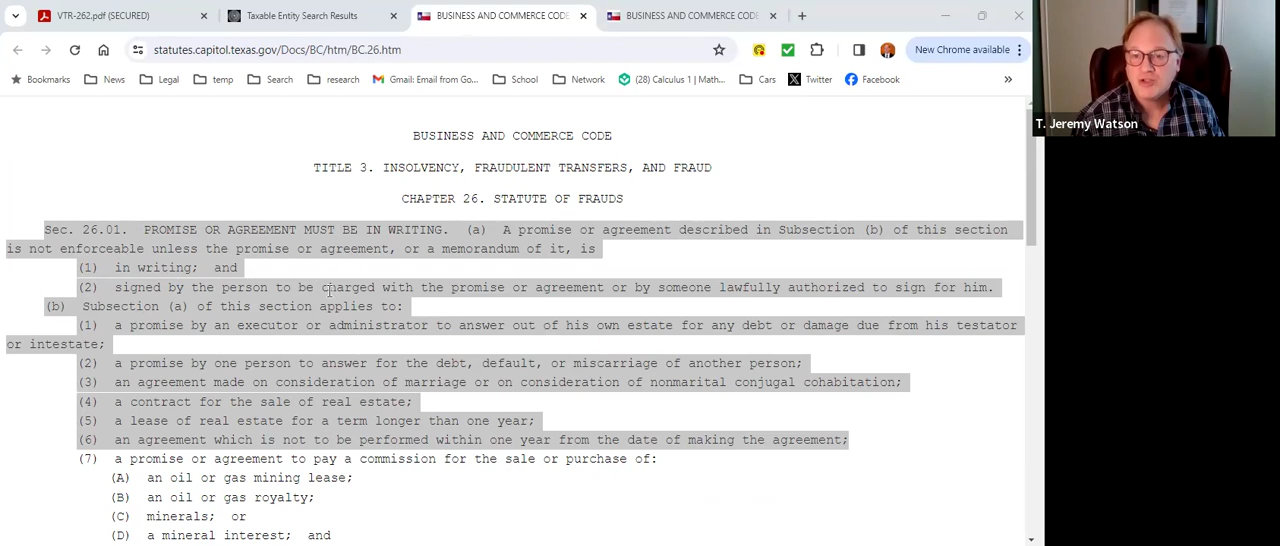 VTR-262.pdf (SECURED)
Taxable Entity Search Results
BUSINESS AND COMMERCE CODE
BUSINESS AND COMMERCE CODE
statutes.capitol.texas.gov/Docs/BC/htm/BC.26.htm
New Chrome available
Bookmarks
News
Legal
temp
Search
research
Gmail: Email from Go...
School
Network
(28) Calculus 1 | Math...
Cars
Twitter
Facebook
T. Jeremy Watson
BUSINESS AND COMMERCE CODE
TITLE 3. INSOLVENCY, FRAUDULENT TRANSFERS, AND FRAUD
CHAPTER 26. STATUTE OF FRAUDS
Sec. 26.01. PROMISE OR AGREEMENT MUST BE IN WRITING. (a) A promise or agreement described in Subsection (b) of this section
is not enforceable unless the promise or agreement, or a memorandum of it, is
(1) in writing; and
(2) signed by the person to be charged with the promise or agreement or by someone lawfully authorized to sign for him.
(b) Subsection (a) of this section applies to:
(1) a promise by an executor or administrator to answer out of his own estate for any debt or damage due from his testator
or intestate;
(2) a promise by one person to answer for the debt, default, or miscarriage of another person;
(3) an agreement made on consideration of marriage or on consideration of nonmarital conjugal cohabitation;
(4) a contract for the sale of real estate;
(5) a lease of real estate for a term longer than one year;
(6) an agreement which is not to be performed within one year from the date of making the agreement;
(7) a promise or agreement to pay a commission for the sale or purchase of:
(A) an oil or gas mining lease;
(B) an oil or gas royalty;
(C) minerals; or
(D) a mineral interest; and